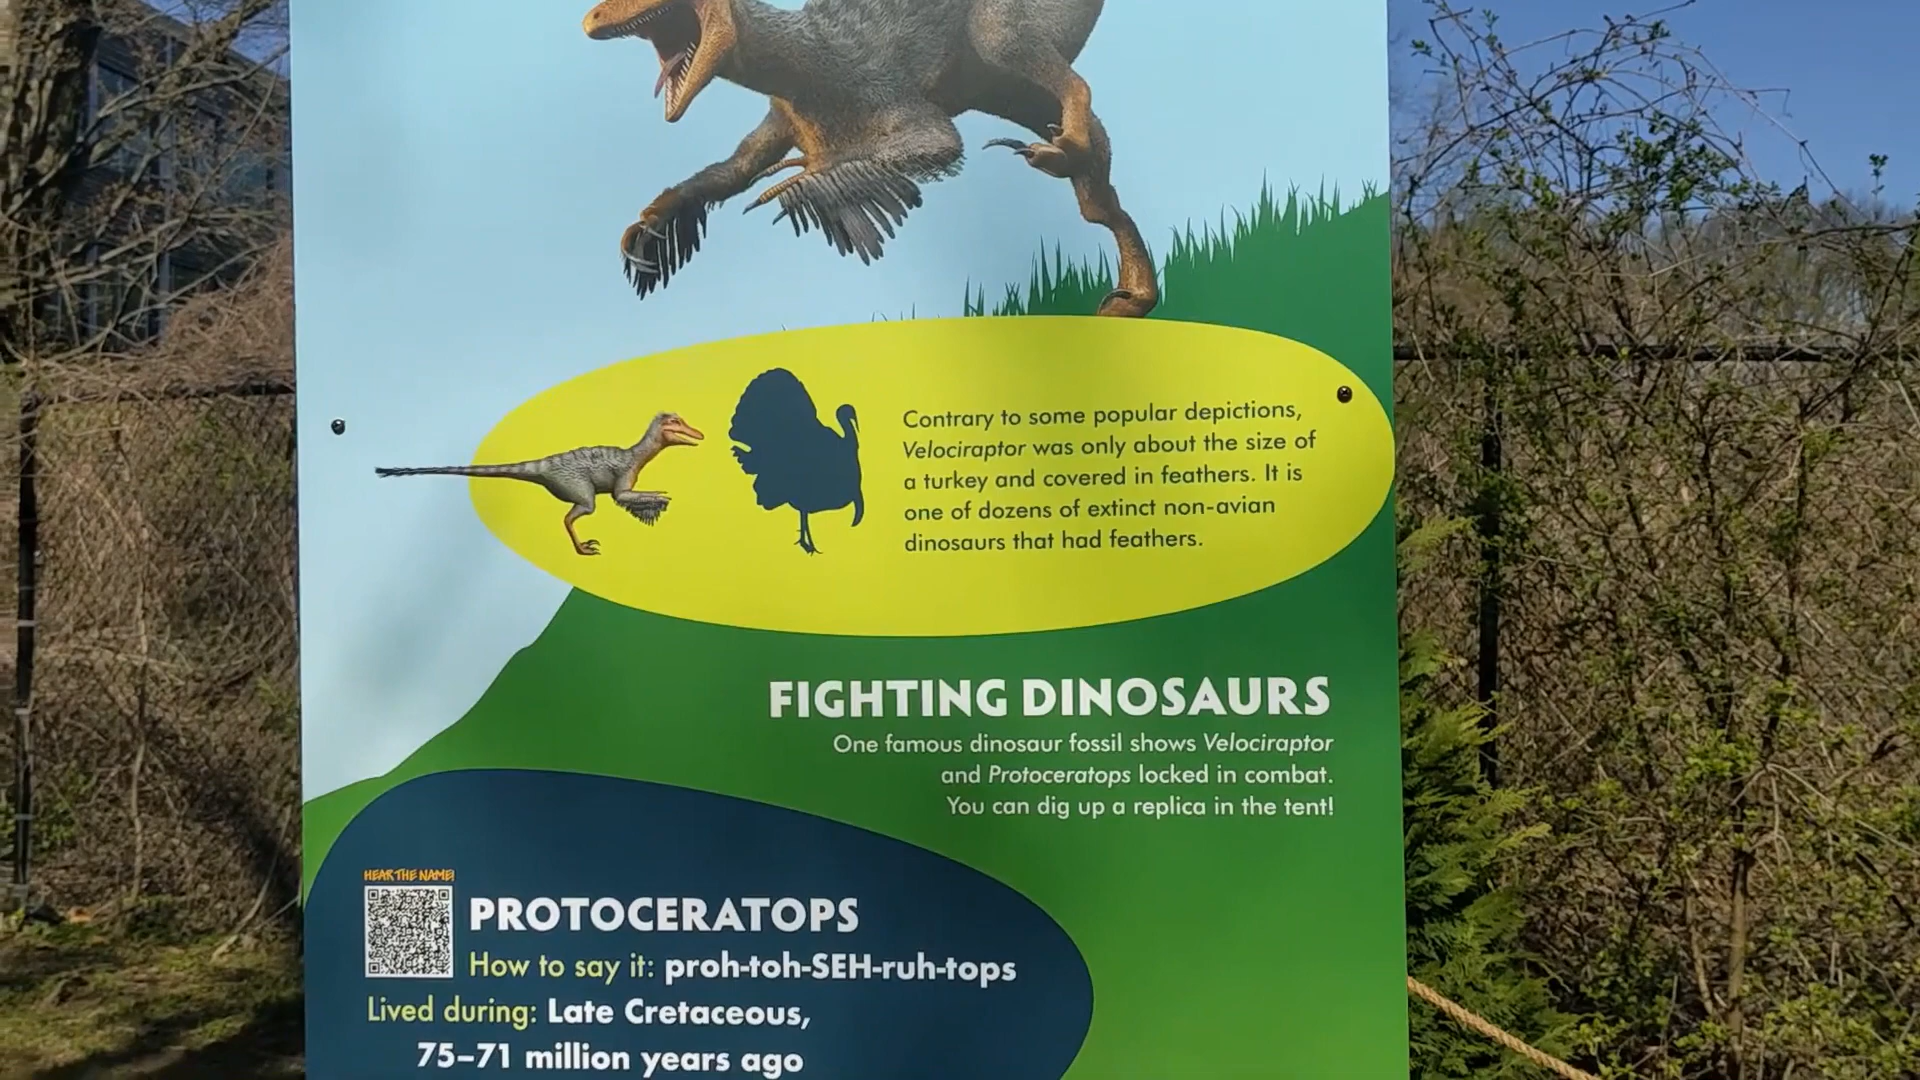 Contrary to some popular depictions,
Velociraptor was only about the size of
a turkey and covered in feathers. It is
one of dozens of extinct non-avian
dinosaurs that had feathers.
FIGHTING DINOSAURS
One famous dinosaur fossil shows Velociraptor
and Protoceratops locked in combat.
You can dig up a replica in the tent!
HEAR THE NAME!
PROTOCERATOPS
How to say it: proh-toh-SEH-ruh-tops
Lived during: Late Cretaceous,
75–71 million years ago